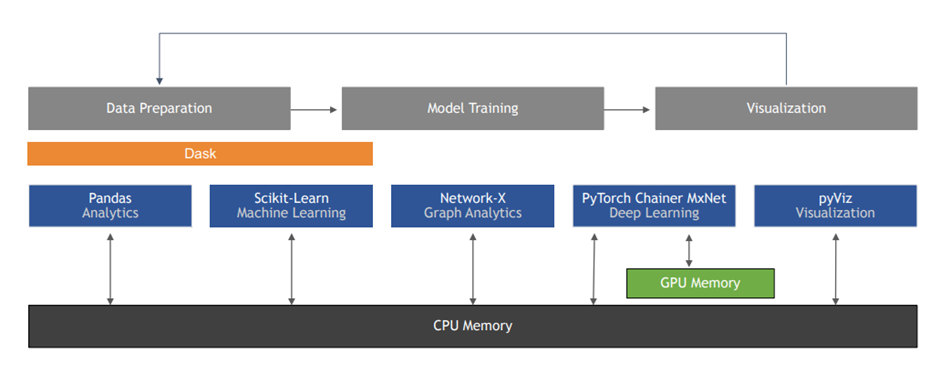 Data Preparation
Model Training
Visualization
Dask
Pandas
Analytics
Scikit-Learn
Machine Learning
Network-X
Graph Analytics
PyTorch Chainer MxNet
Deep Learning
pyViz
Visualization
GPU Memory
CPU Memory